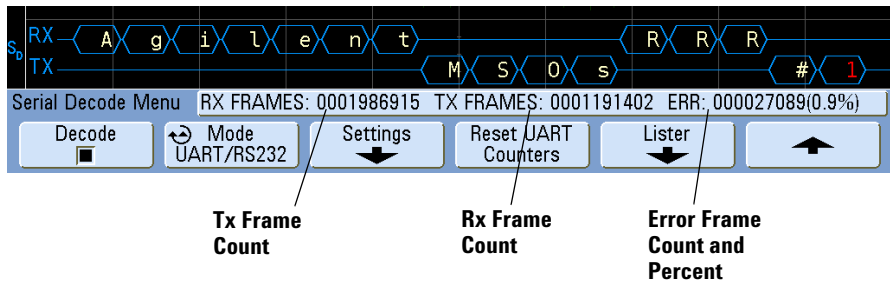 RX A g i l e n t R R R
SD TX M S O s # 1
Serial Decode Menu RX FRAMES: 0001986915 TX FRAMES: 0001191402 ERR: 000027089(0.9%)
Decode Mode Settings Reset UART Lister
UART/RS232 Counters
Tx Frame Rx Frame Error Frame
Count Count Count and
Percent